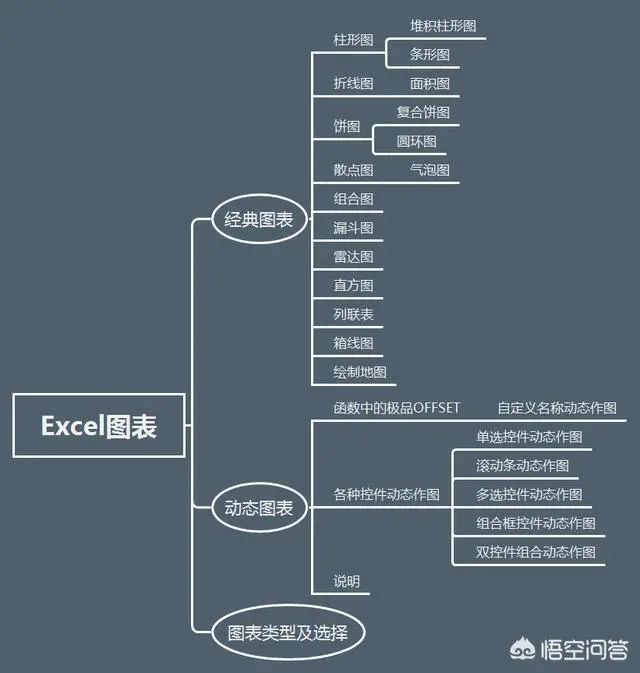 堆积柱形图
柱形图
条形图
折线图
面积图
复合饼图
饼图
圆环图
散点图
气泡图
组合图
经典图表
漏斗图
雷达图
直方图
列联表
箱线图
绘制地图
Excel图表
函数中的极品OFFSET
自定义名称动态作图
单选控件动态作图
滚动条动态作图
各种控件动态作图
多选控件动态作图
动态图表
组合框控件动态作图
双控件组合动态作图
说明
图表类型及选择
悟空问答